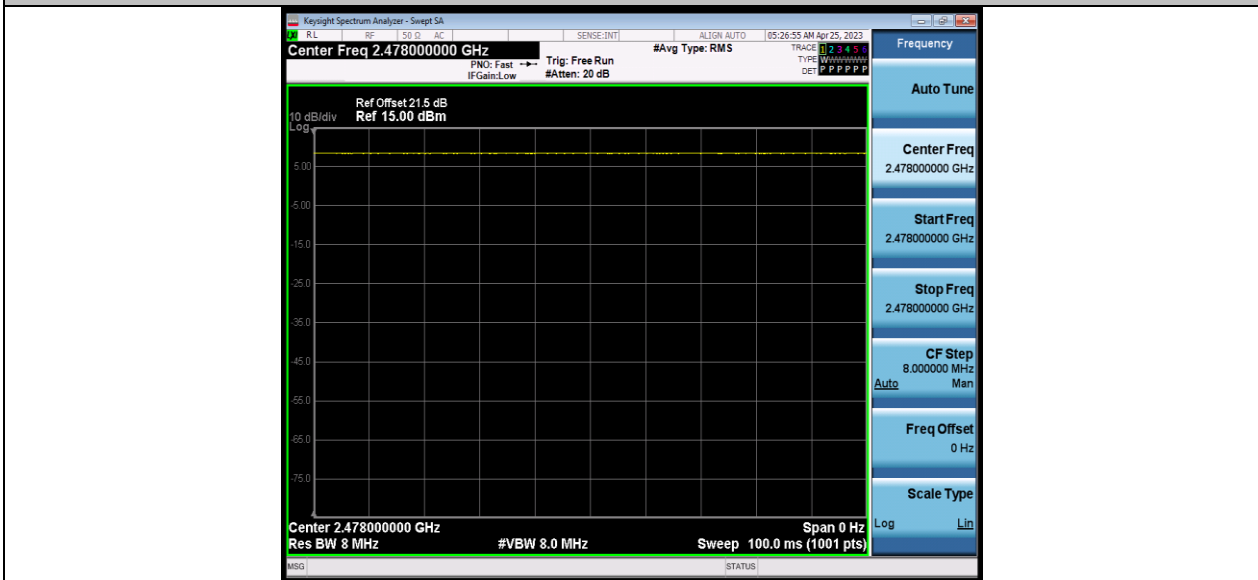 Keysight Spectrum Analyzer - Swept SA
LXI RL RF 50 Ω AC SENSE:INT ALIGN AUTO 05:26:55 AM Apr 25, 2023
Center Freq 2.478000000 GHz #Avg Type: RMS TRACE 1 2 3 4 5 6
PNO: Fast Trig: Free Run TYPE WWWWWW
IFGain:Low #Atten: 20 dB DET P P P P P P
Ref Offset 21.5 dB
10 dB/div Ref 15.00 dBm
Log
5.00
-5.00
-15.0
-25.0
-35.0
-45.0
-55.0
-65.0
-75.0
Center 2.478000000 GHz Span 0 Hz
Res BW 8 MHz #VBW 8.0 MHz Sweep 100.0 ms (1001 pts)
MSG STATUS
Frequency
Auto Tune
Center Freq
2.478000000 GHz
Start Freq
2.478000000 GHz
Stop Freq
2.478000000 GHz
CF Step
8.000000 MHz
Auto Man
Freq Offset
0 Hz
Scale Type
Log Lin